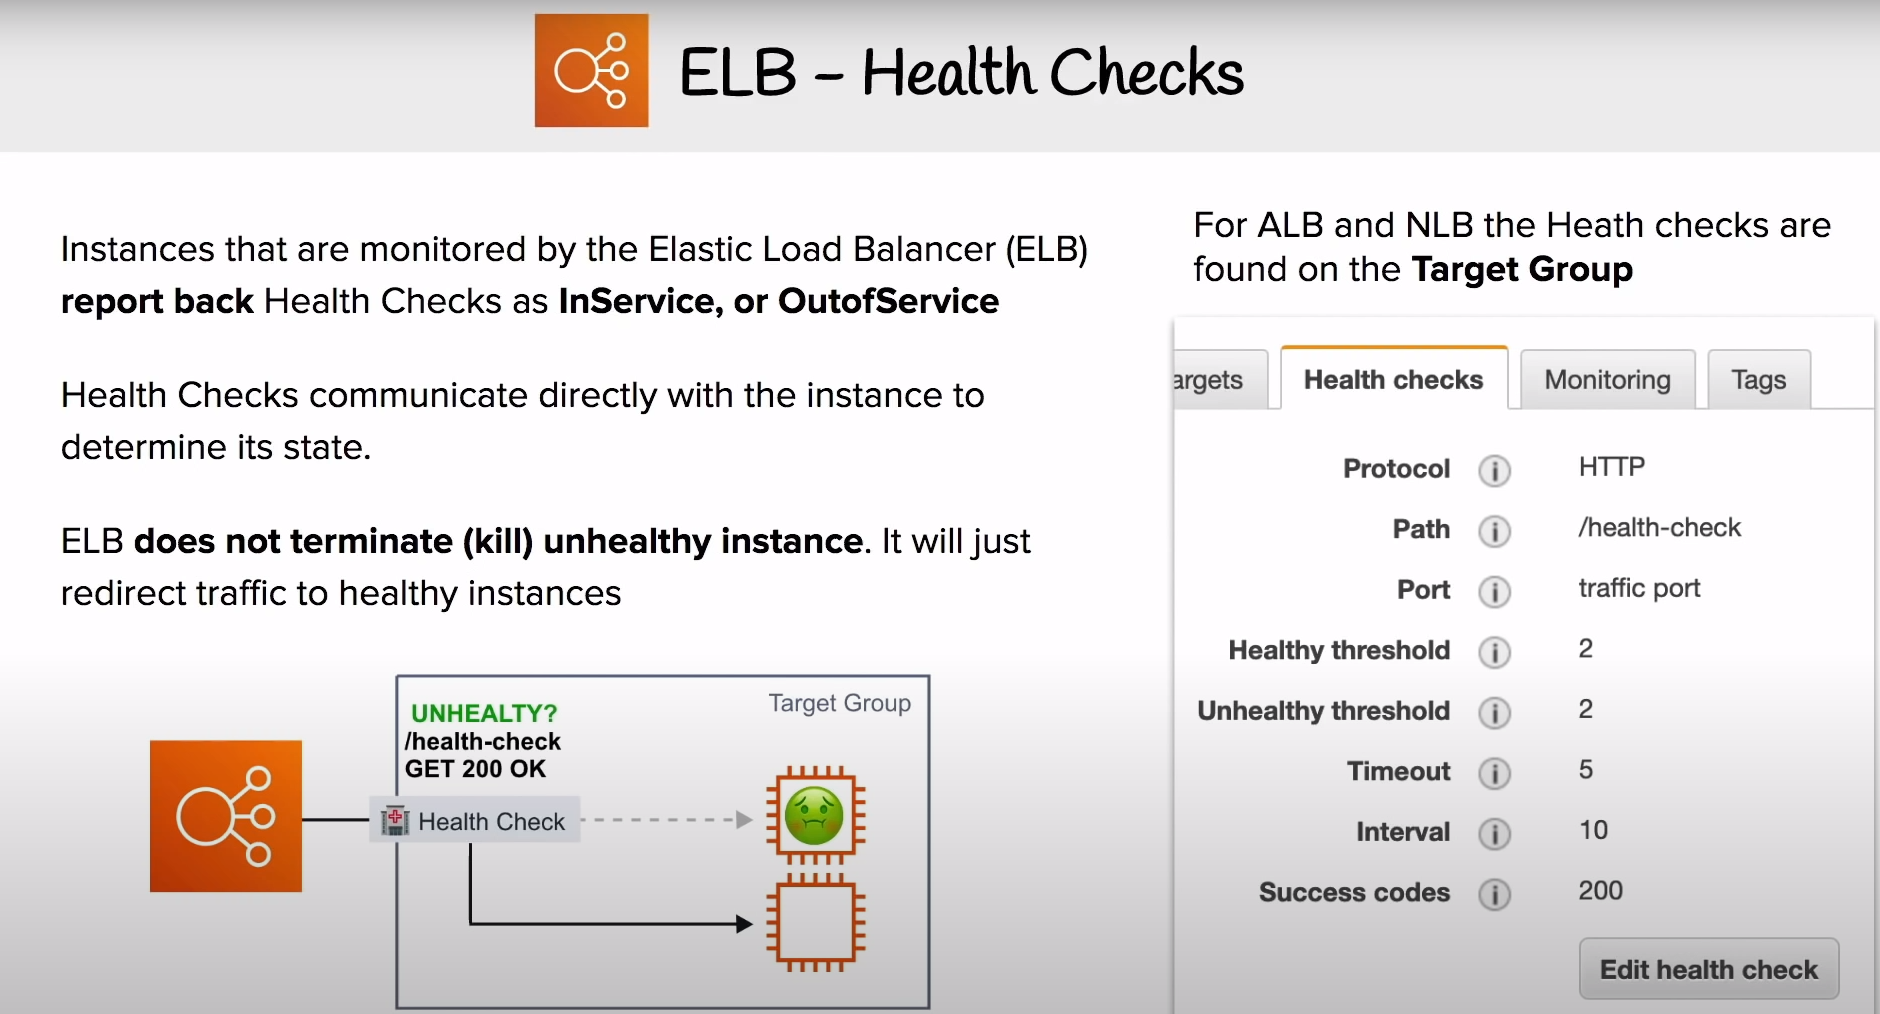 ELB – Health Checks
Instances that are monitored by the Elastic Load Balancer (ELB)
report back Health Checks as InService, or OutofService
Health Checks communicate directly with the instance to
determine its state.
ELB does not terminate (kill) unhealthy instance. It will just
redirect traffic to healthy instances
UNHEALTY?
/health-check
GET 200 OK
Target Group
Health Check
For ALB and NLB the Heath checks are
found on the Target Group
argets Health checks Monitoring Tags
Protocol i HTTP
Path i /health-check
Port i traffic port
Healthy threshold i 2
Unhealthy threshold i 2
Timeout i 5
Interval i 10
Success codes i 200
Edit health check